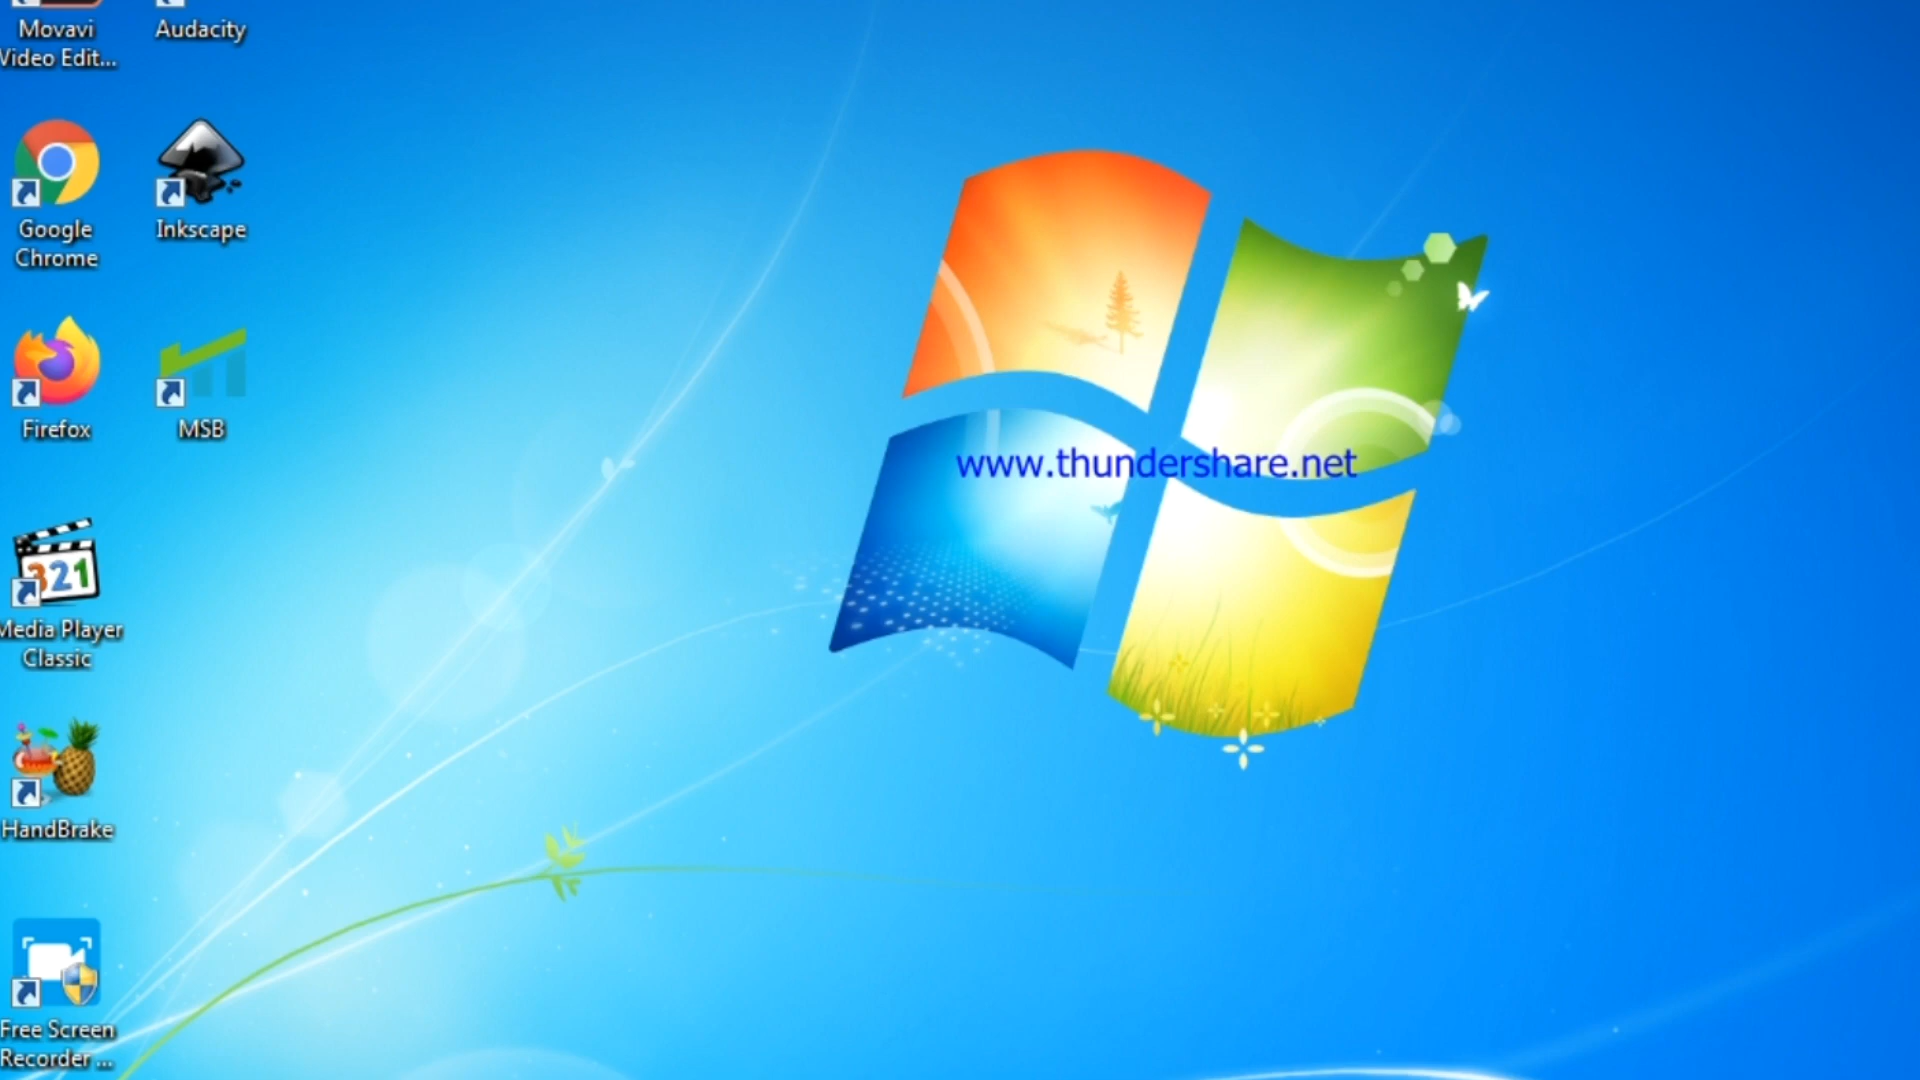 Movavi
Video Edit...
Audacity
Google
Chrome
Inkscape
Firefox
MSB
www.thundershare.net
321
Media Player
Classic
HandBrake
Free Screen
Recorder ...